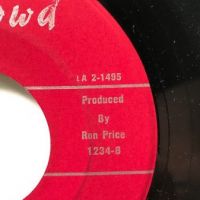 owd
LA 2-1495
Produced
By
Ron Price
1234-B